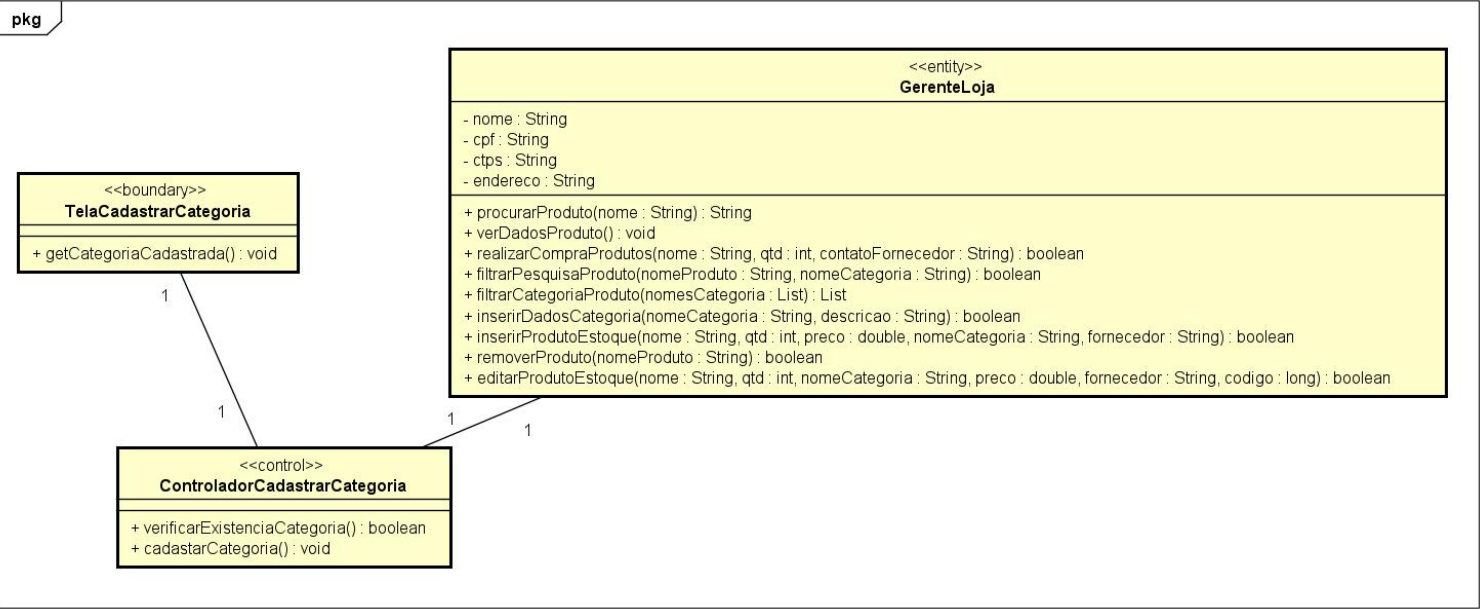 pkg
<<entity>>
GerenteLoja
- nome : String
- cpf : String
- ctps : String
- endereco : String
+ procurarProduto(nome : String) : String
+ verDadosProduto() : void
+ realizarCompraProdutos(nome : String, qtd : int, contatoFornecedor : String) : boolean
+ filtrarPesquisaProduto(nomeProduto : String, nomeCategoria : String) : boolean
+ filtrarCategoriaProduto(nomesCategoria : List) : List
+ inserirDadosCategoria(nomeCategoria : String, descricao : String) : boolean
+ inserirProdutoEstoque(nome : String, qtd : int, preco : double, nomeCategoria : String, fornecedor : String) : boolean
+ removerProduto(nomeProduto : String) : boolean
+ editarProdutoEstoque(nome : String, qtd : int, nomeCategoria : String, preco : double, fornecedor : String, codigo : long) : boolean
<<boundary>>
TelaCadastrarCategoria
+ getCategoriaCadastrada() : void
1
1
1
1
<<control>>
ControladorCadastrarCategoria
+ verificarExistenciaCategoria() : boolean
+ cadastarCategoria() : void